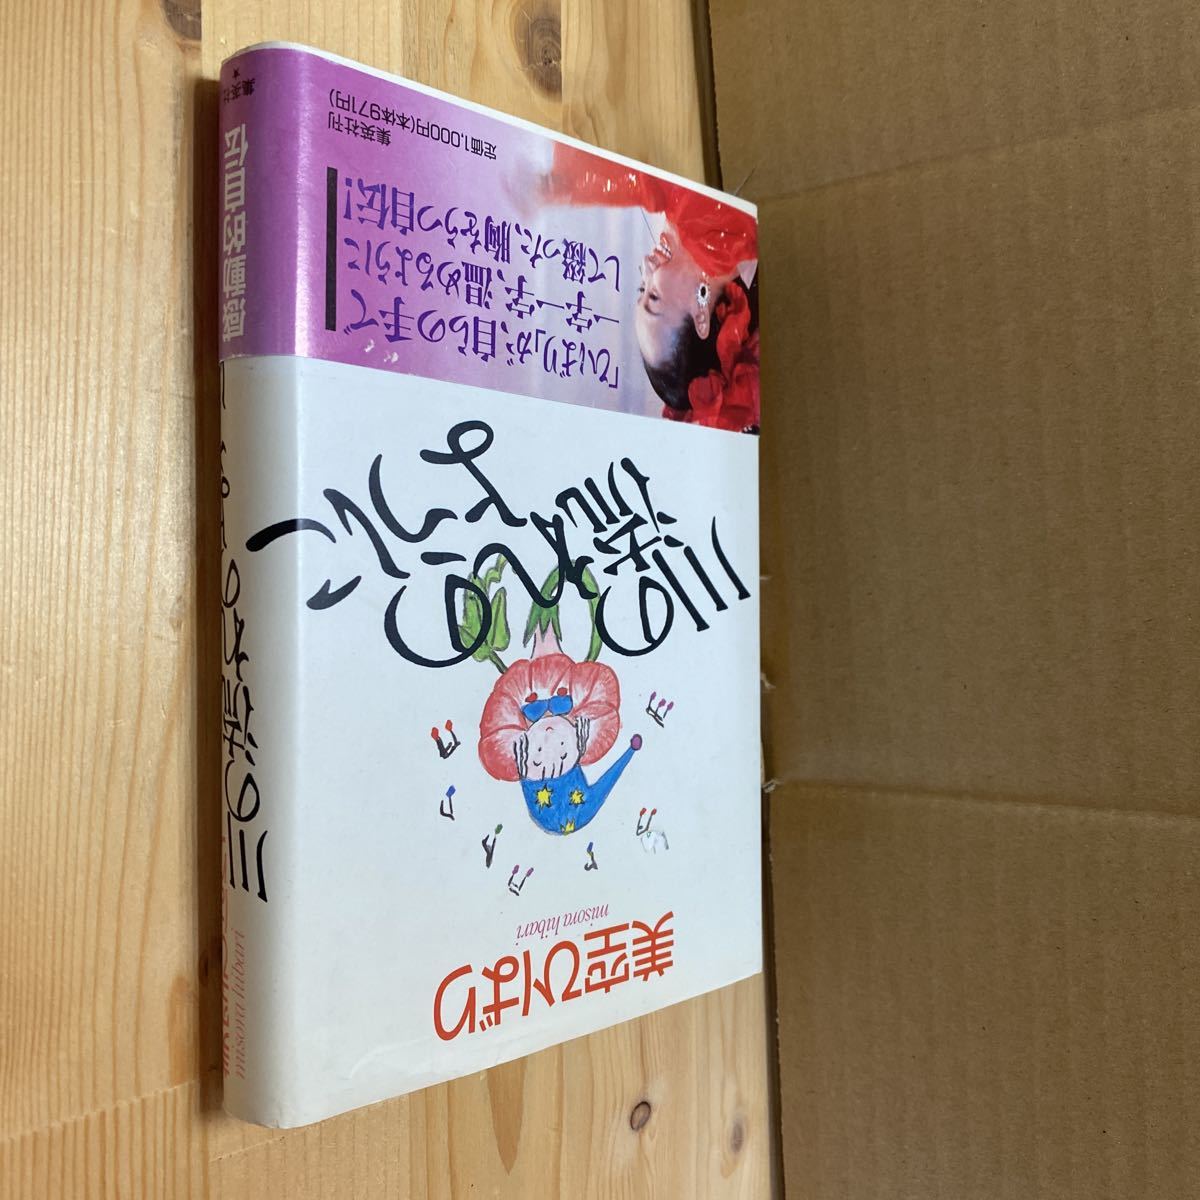 美空ひばり
misora hibari
川の
流れの
ように
「ひばり」が、自らの手で
一字一字、温めるように
して綴った、胸をうつ自伝!
集英社刊
定価1,000円(本体971円)
misora hibari
川の流れのように
感動的自伝
集英社